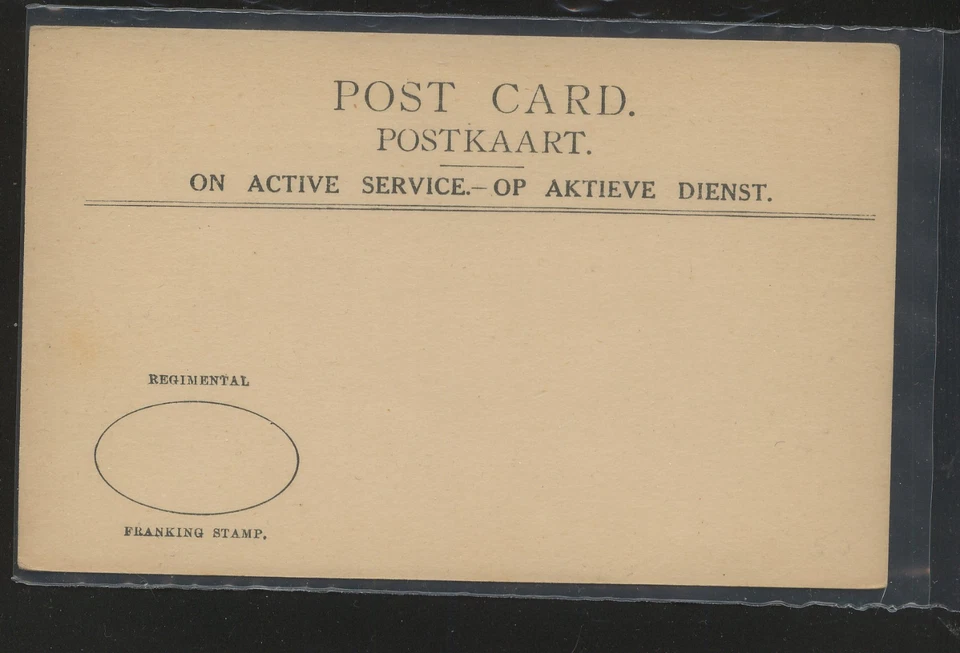 POST CARD.
POSTKAART.
ON ACTIVE SERVICE.—OP AKTIEVE DIENST.
REGIMENTAL
FRANKING STAMP.